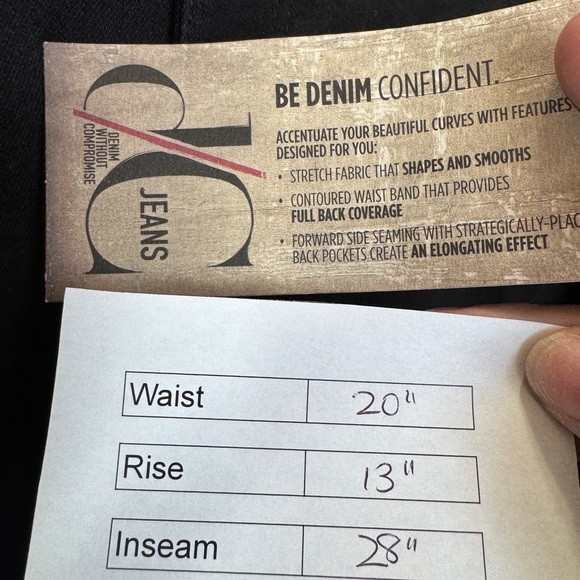 d/C
JEANS
DENIM
WITHOUT
COMPROMISE
BE DENIM CONFIDENT.
ACCENTUATE YOUR BEAUTIFUL CURVES WITH FEATURES
DESIGNED FOR YOU:
• STRETCH FABRIC THAT SHAPES AND SMOOTHS
• CONTOURED WAIST BAND THAT PROVIDES
FULL BACK COVERAGE
• FORWARD SIDE SEAMING WITH STRATEGICALLY-PLAC
BACK POCKETS CREATE AN ELONGATING EFFECT
Waist 20"
Rise 13"
Inseam 28"